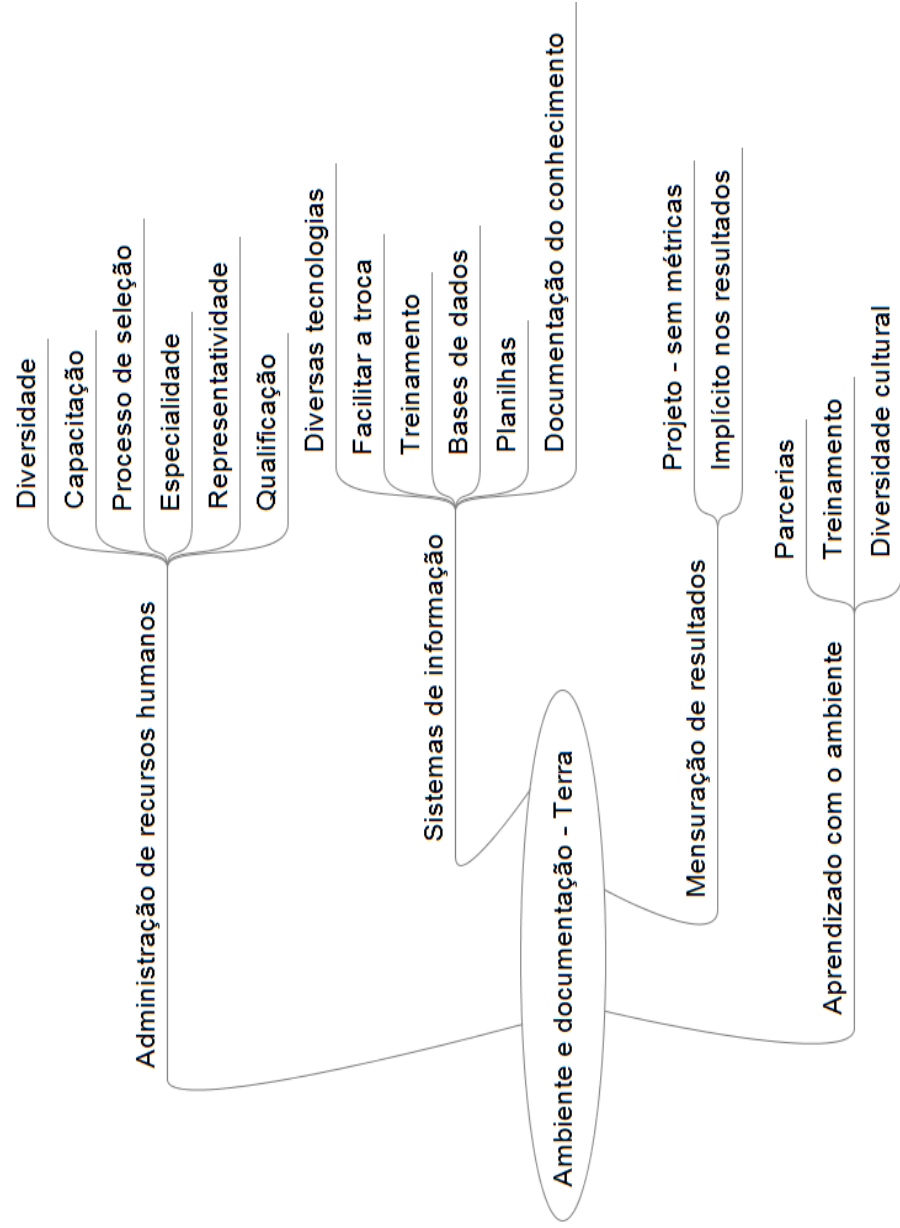 Ambiente e documentação - Terra
Administração de recursos humanos
Diversidade
Capacitação
Processo de seleção
Especialidade
Representatividade
Qualificação
Sistemas de informação
Diversas tecnologias
Facilitar a troca
Treinamento
Bases de dados
Planilhas
Documentação do conhecimento
Mensuração de resultados
Projeto - sem métricas
Implícito nos resultados
Aprendizado com o ambiente
Parcerias
Treinamento
Diversidade cultural